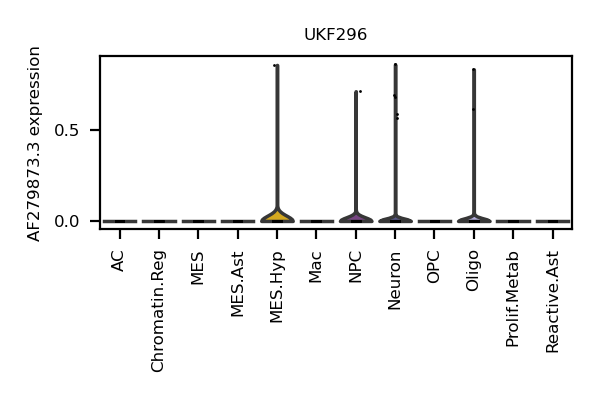 UKF296
AF279873.3 expression
0.5
0.0
AC
Chromatin.Reg
MES
MES.Ast
MES.Hyp
Mac
NPC
Neuron
OPC
Oligo
Prolif.Metab
Reactive.Ast